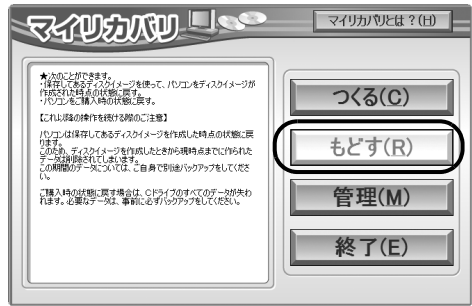 マイリカバリ
マイリカバリとは？(H)
★次のことができます。
・保存してあるディスクイメージを使って、パソコンをディスクイメージが
作成された時点の状態に戻す。
・パソコンをご購入時の状態に戻す。
【これ以降の操作を続ける際のご注意】
パソコンは保存してあるディスクイメージを作成した時点の状態に戻
ります。
このため、ディスクイメージを作成したときから現時点までに作られた
データは削除されてしまいます。
この期間のデータについては、ご自身で別途バックアップをしてくださ
い。
ご購入時の状態に戻す場合は、Cドライブのすべてのデータが失わ
れます。必要なデータは、事前に必ずバックアップをしてください。
つくる(C)
もどす(R)
管理(M)
終了(E)